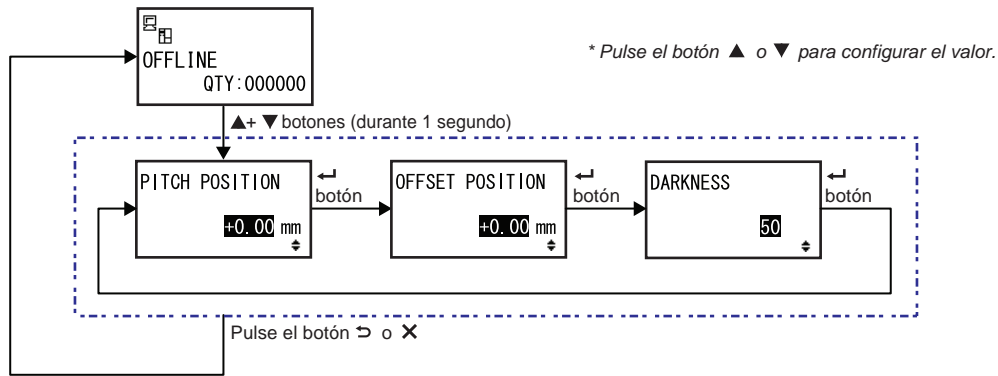 OFFLINE
QTY:000000
* Pulse el botón ▲ o ▼ para configurar el valor.
▲+ ▼ botones (durante 1 segundo)
PITCH POSITION
+0.00 mm
↵
botón
OFFSET POSITION
+0.00 mm
↵
botón
DARKNESS
50
↵
botón
Pulse el botón ⮌ o ✕